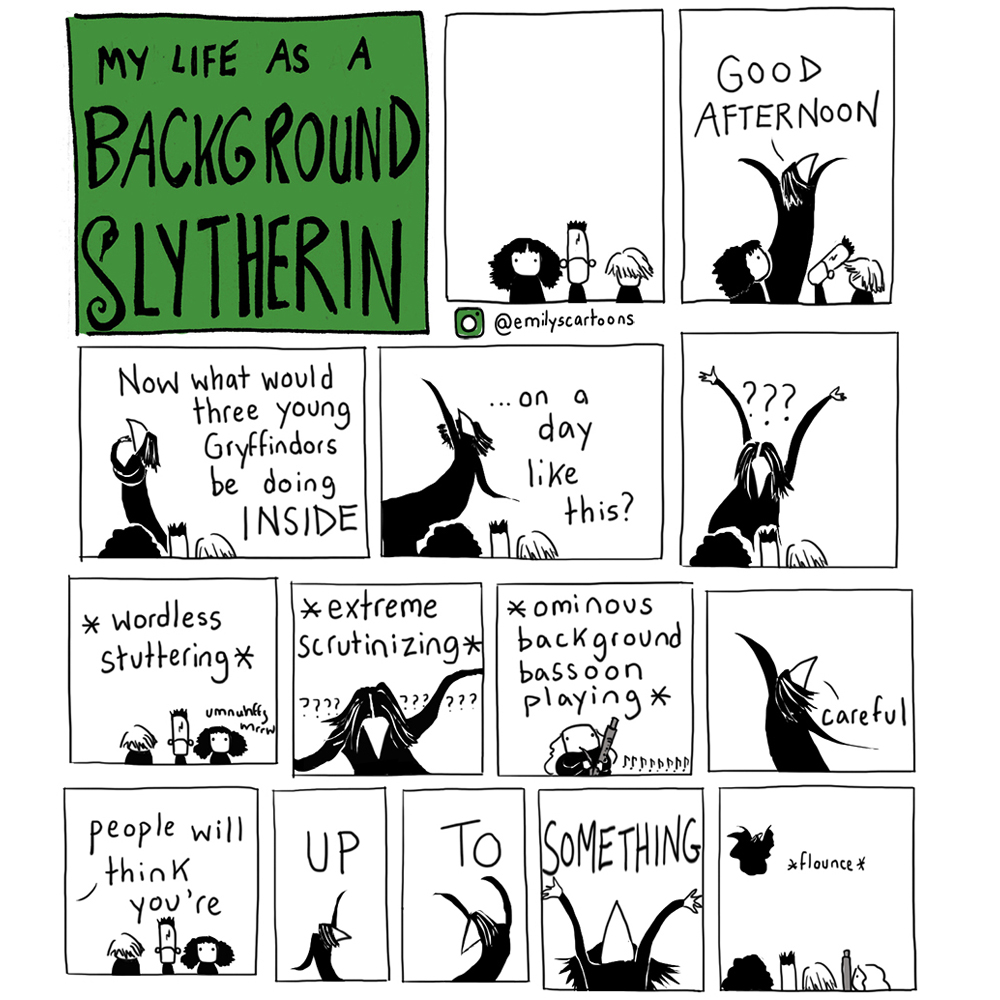 MY LIFE AS A
BACKGROUND
SLYTHERIN
@emilyscartoons
GOOD
AFTERNOON
Now what would
three young
Gryffindors
be doing
INSIDE
...on a
day
like
this?
???
*wordless
stuttering*
umnuhffg
mrrw
*extreme
scrutinizing*
???? ??? ???
*ominous
background
bassoon
playing*
careful
people will
think
you're
UP
TO
SOMETHING
*flounce*